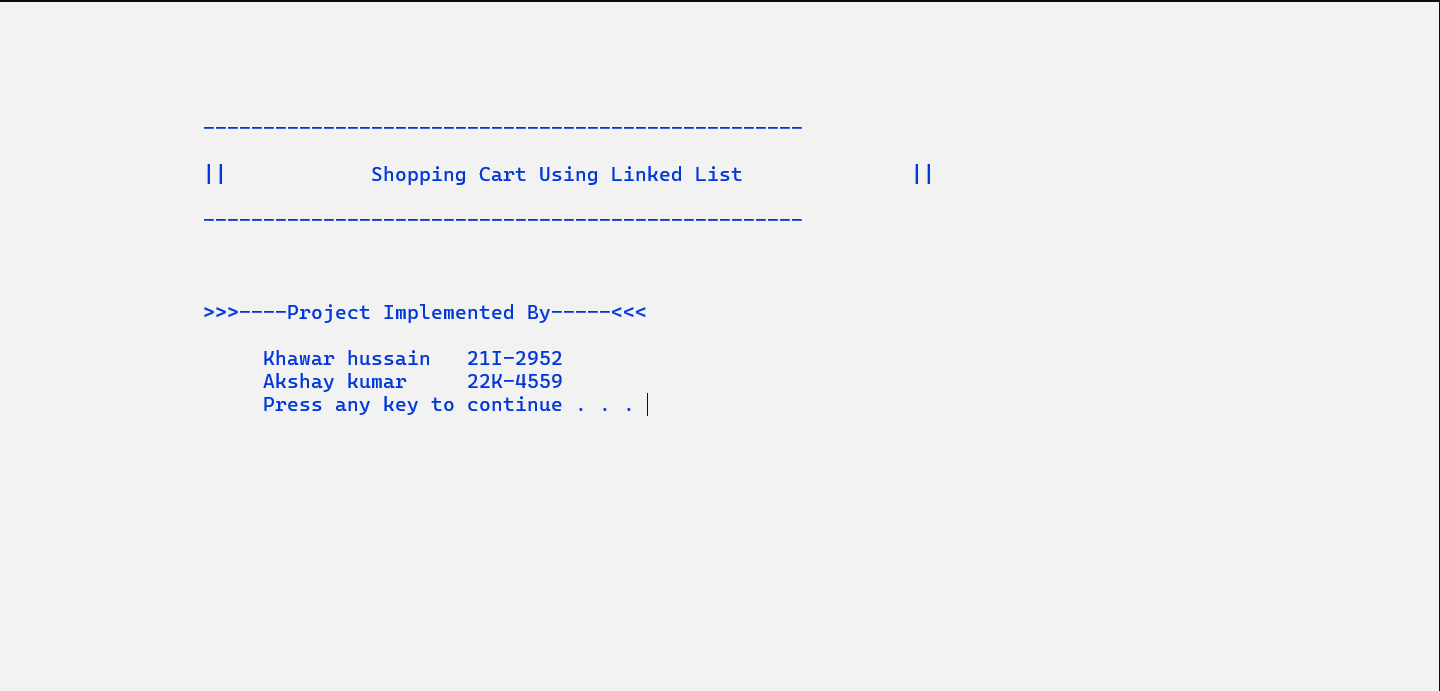 --------------------------------------------------
||            Shopping Cart Using Linked List              ||
--------------------------------------------------
>>>----Project Implemented By-----<<<
Khawar hussain   21I-2952
Akshay kumar     22K-4559
Press any key to continue . . .